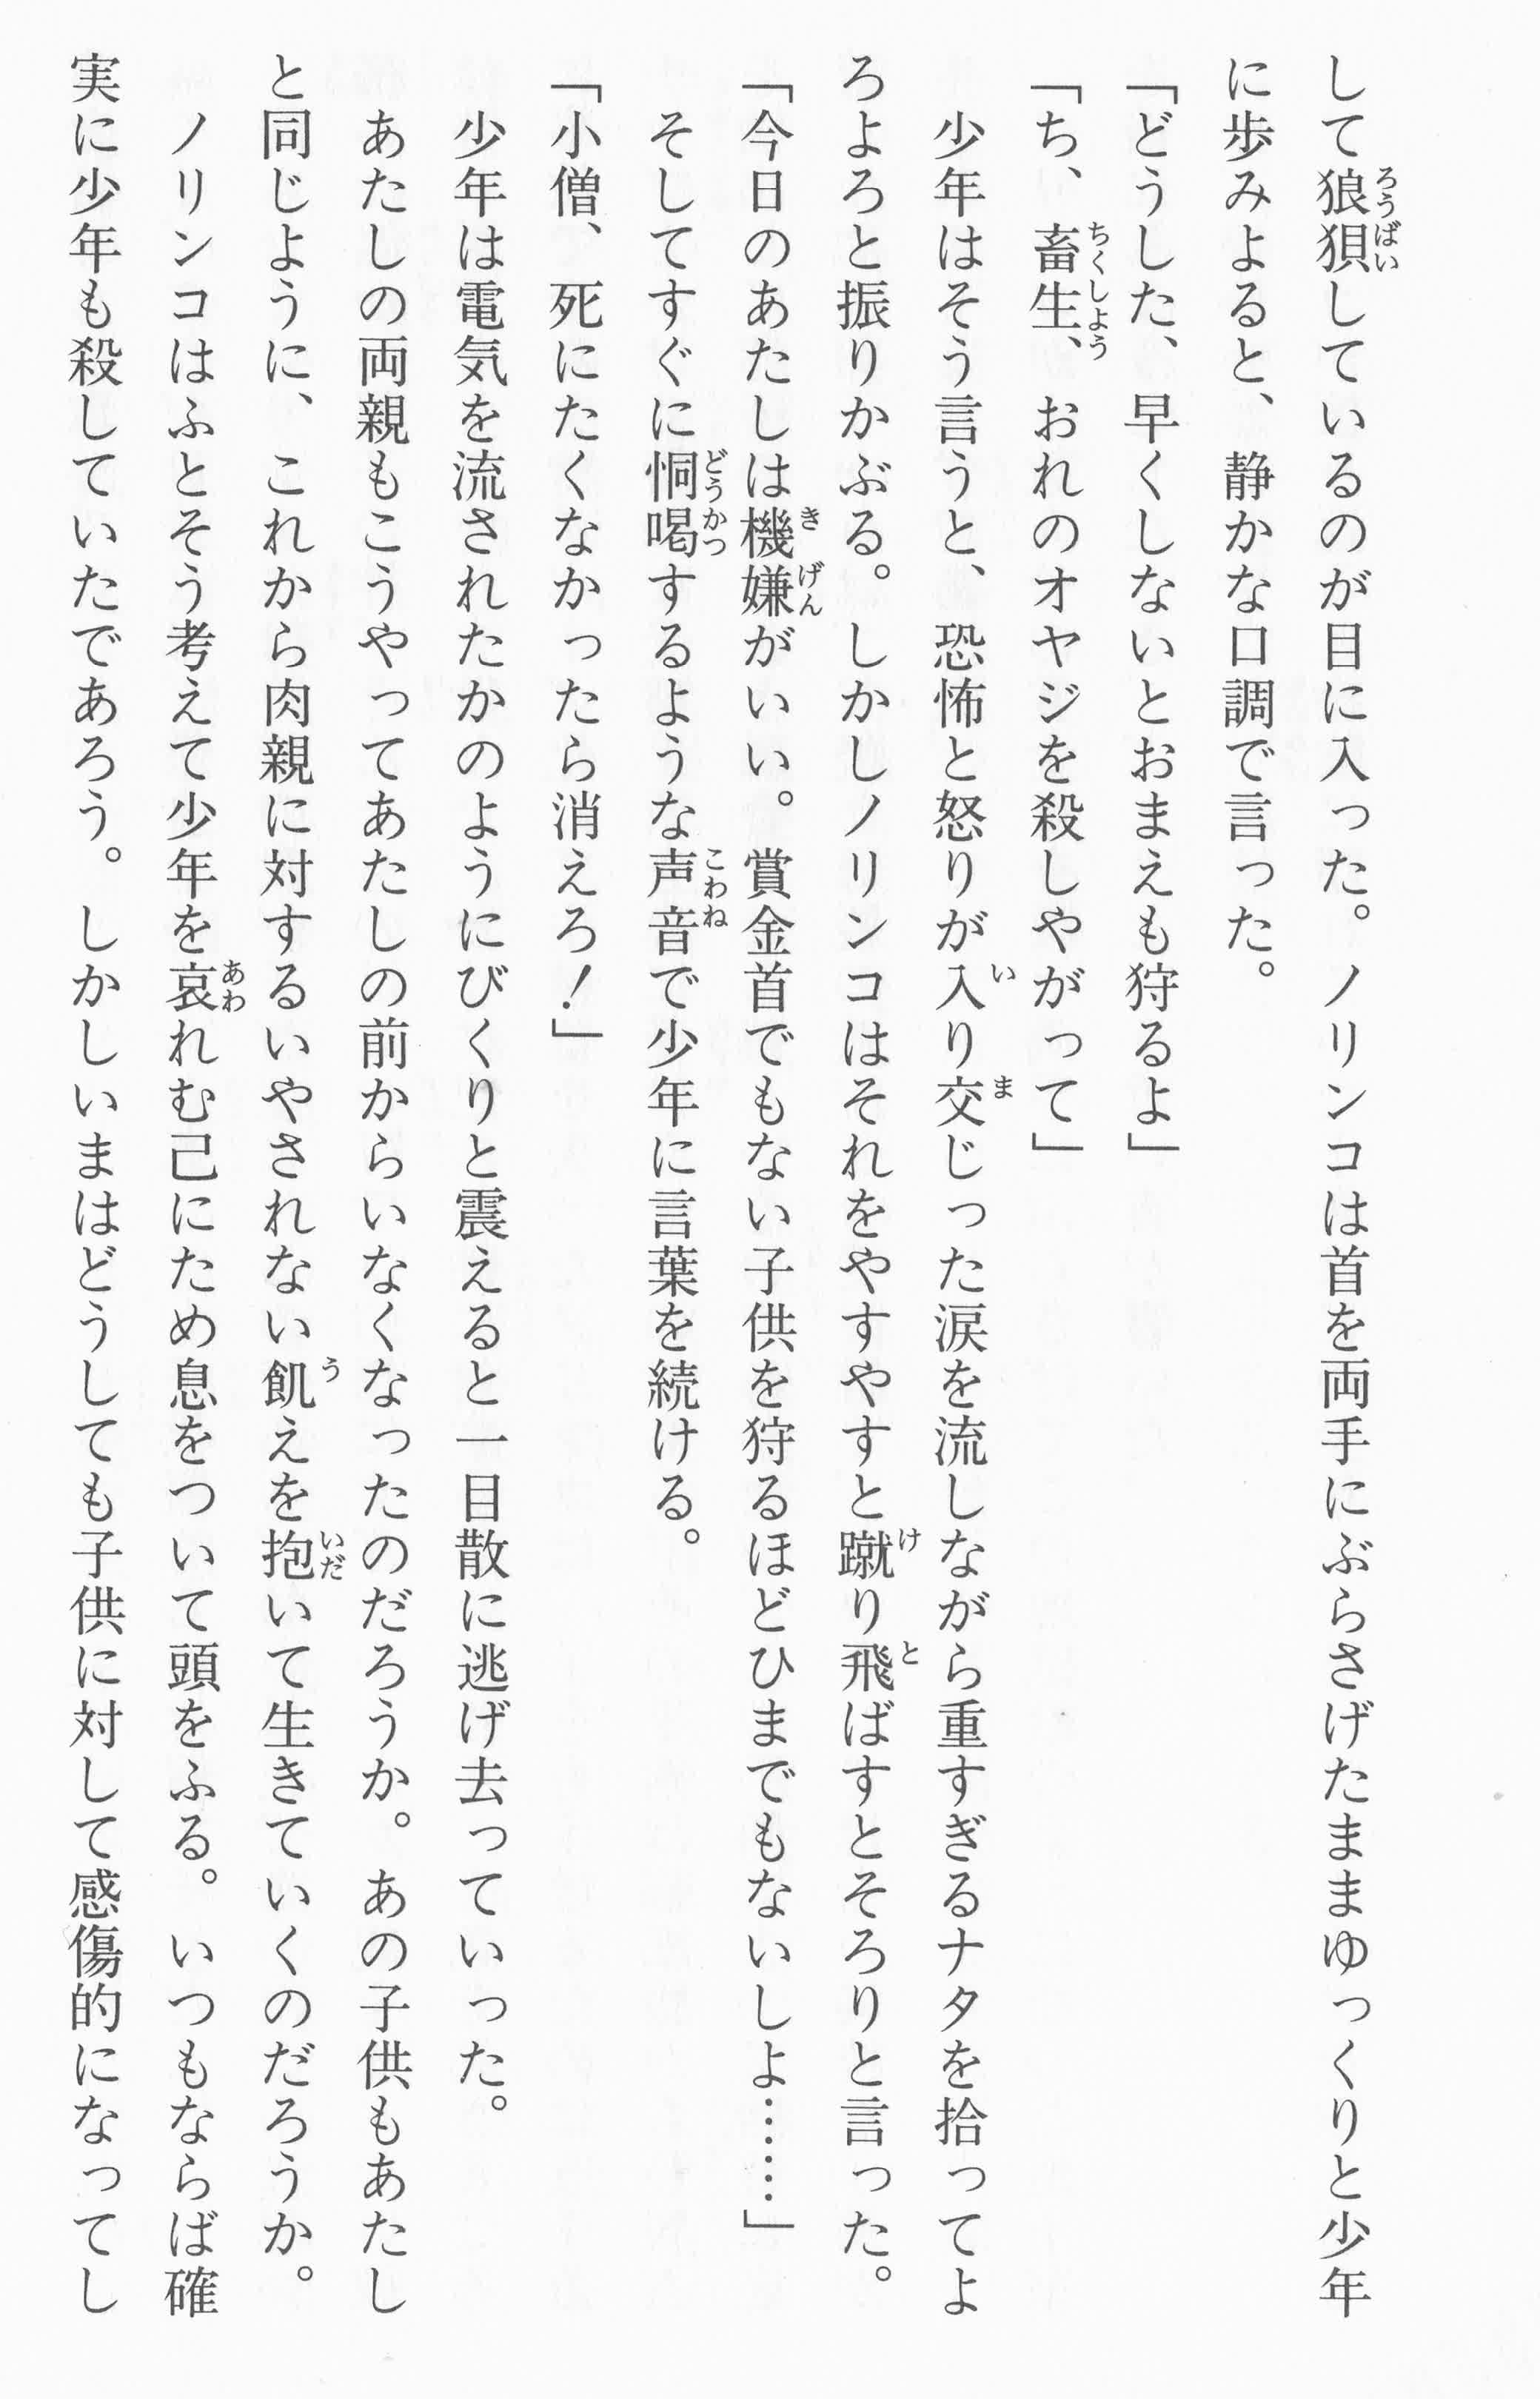 して狼狽しているのが目に入った。ノリンコは首を両手にぶらさげたままゆっくりと少年
に歩みよると、静かな口調で言った。
「どうした、早くしないとおまえも狩るよ」
「ち、畜生、おれのオヤジを殺しやがって」
　少年はそう言うと、恐怖と怒りが入り交じった涙を流しながら重すぎるナタを拾ってよ
ろよろと振りかぶる。しかしノリンコはそれをやすやすと蹴り飛ばすとそろりと言った。
「今日のあたしは機嫌がいい。賞金首でもない子供を狩るほどひまでもないしよ……」
　そしてすぐに恫喝するような声音で少年に言葉を続ける。
「小僧、死にたくなかったら消えろ！」
　少年は電気を流されたかのようにびくりと震えると一目散に逃げ去っていった。
　あたしの両親もこうやってあたしの前からいなくなったのだろうか。あの子供もあたし
と同じように、これから肉親に対するいやされない飢えを抱いて生きていくのだろうか。
　ノリンコはふとそう考えて少年を哀れむ己にため息をついて頭をふる。いつもならば確
実に少年も殺していたであろう。しかしいまはどうしても子供に対して感傷的になってし